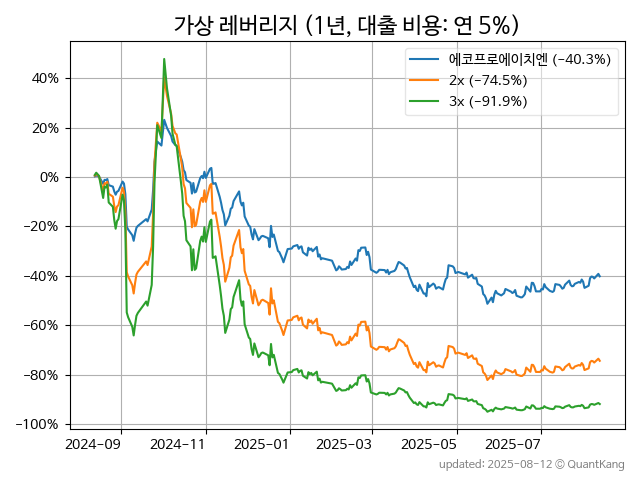 가상 레버리지 (1년, 대출 비용: 연 5%)
에코프로에이치엔 (−40.3%)
2x (−74.5%)
3x (−91.9%)
40%
20%
0%
−20%
−40%
−60%
−80%
−100%
2024-09 2024-11 2025-01 2025-03 2025-05 2025-07
updated: 2025-08-12 © QuantKang